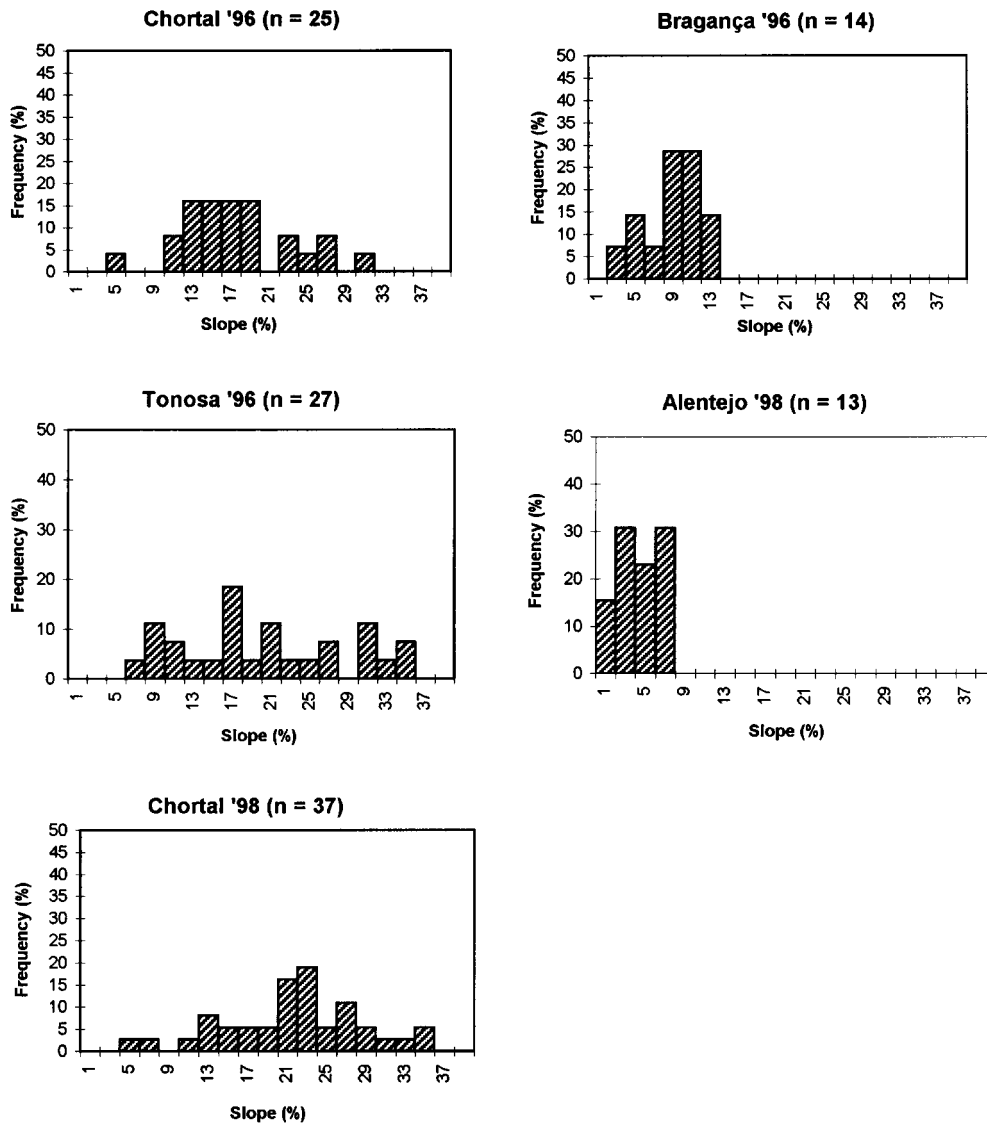 Chortal '96 (n = 25)
50
45
40
35
30
25
20
15
10
5
0
Frequency (%)
1 5 9 13 17 21 25 29 33 37
Slope (%)
Bragança '96 (n = 14)
50
45
40
35
30
25
20
15
10
5
0
Frequency (%)
1 5 9 13 17 21 25 29 33 37
Slope (%)
Tonosa '96 (n = 27)
50
40
30
20
10
0
Frequency (%)
1 5 9 13 17 21 25 29 33 37
Slope (%)
Alentejo '98 (n = 13)
50
40
30
20
10
0
Frequency (%)
1 5 9 13 17 21 25 29 33 37
Slope (%)
Chortal '98 (n = 37)
50
45
40
35
30
25
20
15
10
5
0
Frequency (%)
1 5 9 13 17 21 25 29 33 37
Slope (%)